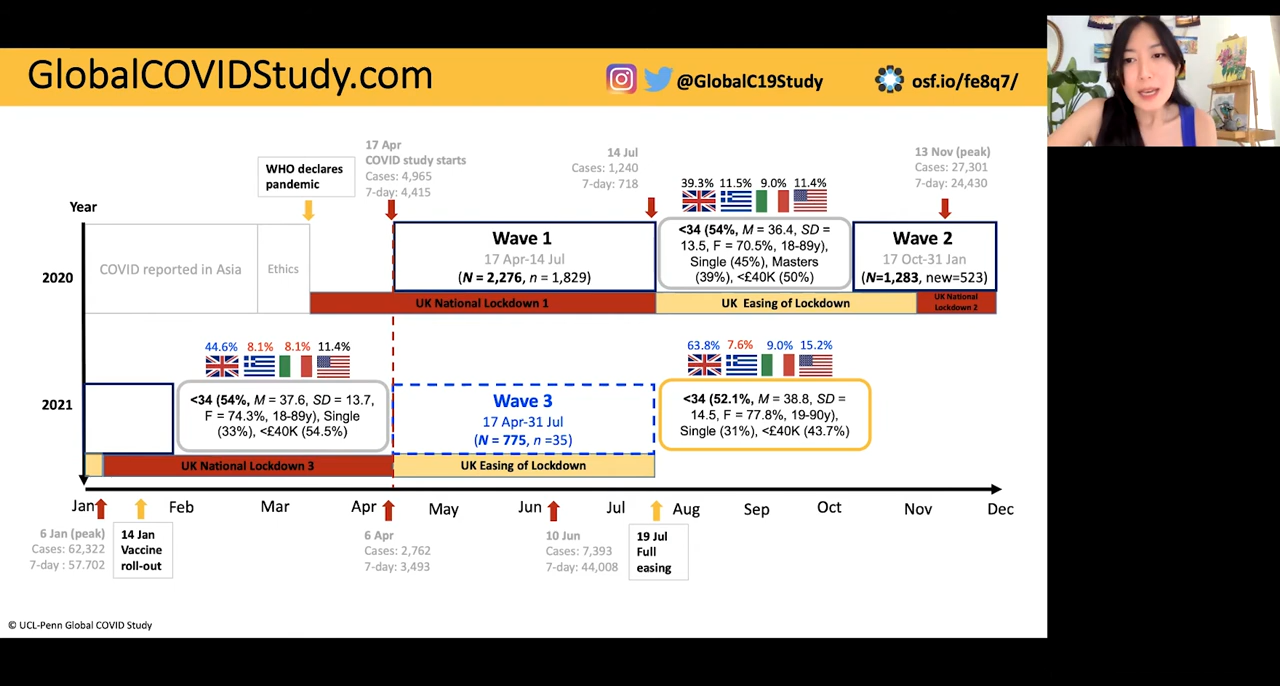 GlobalCOVIDStudy.com
@GlobalC19Study
osf.io/fe8q7/
17 Apr
COVID study starts
Cases: 4,965
7-day: 4,415
WHO declares
pandemic
14 Jul
Cases: 1,240
7-day: 718
13 Nov (peak)
Cases: 27,301
7-day: 24,430
39.3% 11.5% 9.0% 11.4%
Year
2020
COVID reported in Asia
Ethics
Wave 1
17 Apr-14 Jul
(N = 2,276, n = 1,829)
<34 (54%, M = 36.4, SD =
13.5, F = 70.5%, 18-89y),
Single (45%), Masters
(39%), <£40K (50%)
Wave 2
17 Oct-31 Jan
(N=1,283, new=523)
UK National Lockdown 1
UK Easing of Lockdown
UK National
Lockdown 2
44.6% 8.1% 8.1% 11.4%
63.8% 7.6% 9.0% 15.2%
2021
<34 (54%, M = 37.6, SD = 13.7,
F = 74.3%, 18-89y), Single
(33%), <£40K (54.5%)
Wave 3
17 Apr-31 Jul
(N = 775, n =35)
<34 (52.1%, M = 38.8, SD =
14.5, F = 77.8%, 19-90y),
Single (31%), <£40K (43.7%)
UK National Lockdown 3
UK Easing of Lockdown
Jan Feb Mar Apr May Jun Jul Aug Sep Oct Nov Dec
6 Jan (peak)
Cases: 62,322
7-day : 57.702
14 Jan
Vaccine
roll-out
6 Apr
Cases: 2,762
7-day: 3,493
10 Jun
Cases: 7,393
7-day: 44,008
19 Jul
Full
easing
© UCL-Penn Global COVID Study